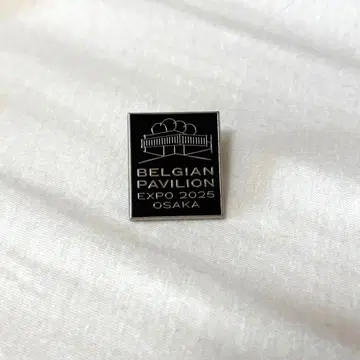 BELGIAN
PAVILION
EXPO 2025
OSAKA